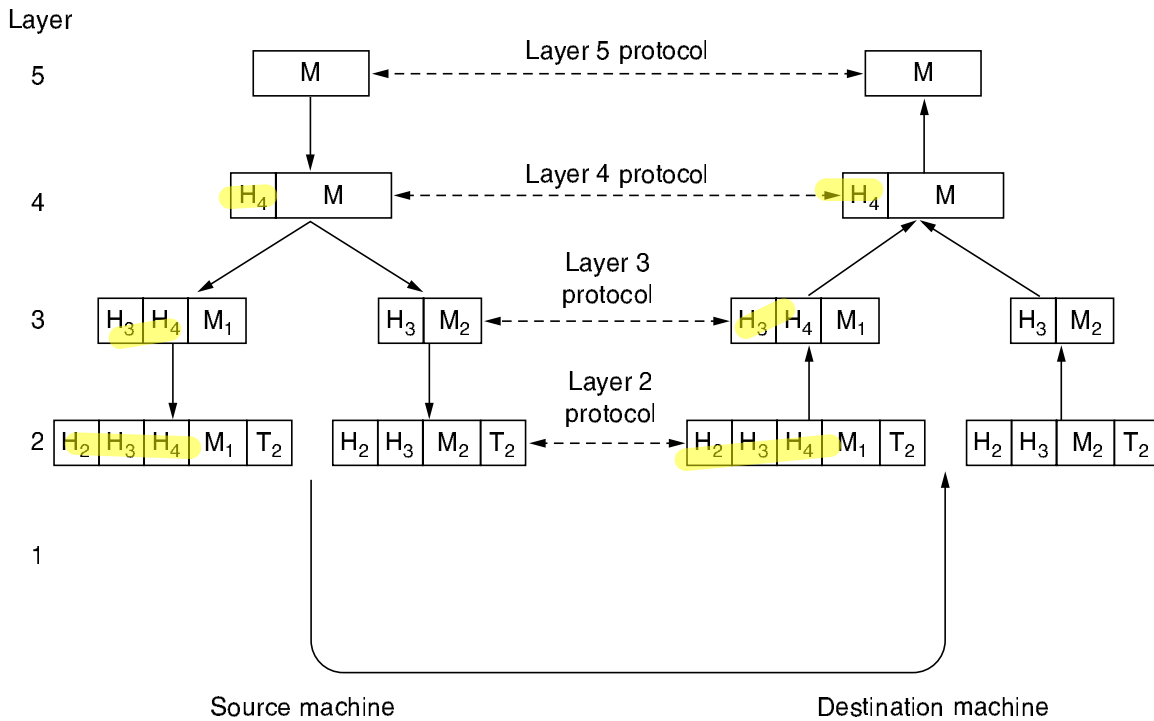 Layer
5 M Layer 5 protocol M
4 H₄ M Layer 4 protocol H₄ M
Layer 3
protocol
3 H₃ H₄ M₁ H₃ M₂ H₃ H₄ M₁ H₃ M₂
Layer 2
protocol
2 H₂ H₃ H₄ M₁ T₂ H₂ H₃ M₂ T₂ H₂ H₃ H₄ M₁ T₂ H₂ H₃ M₂ T₂
1
Source machine Destination machine